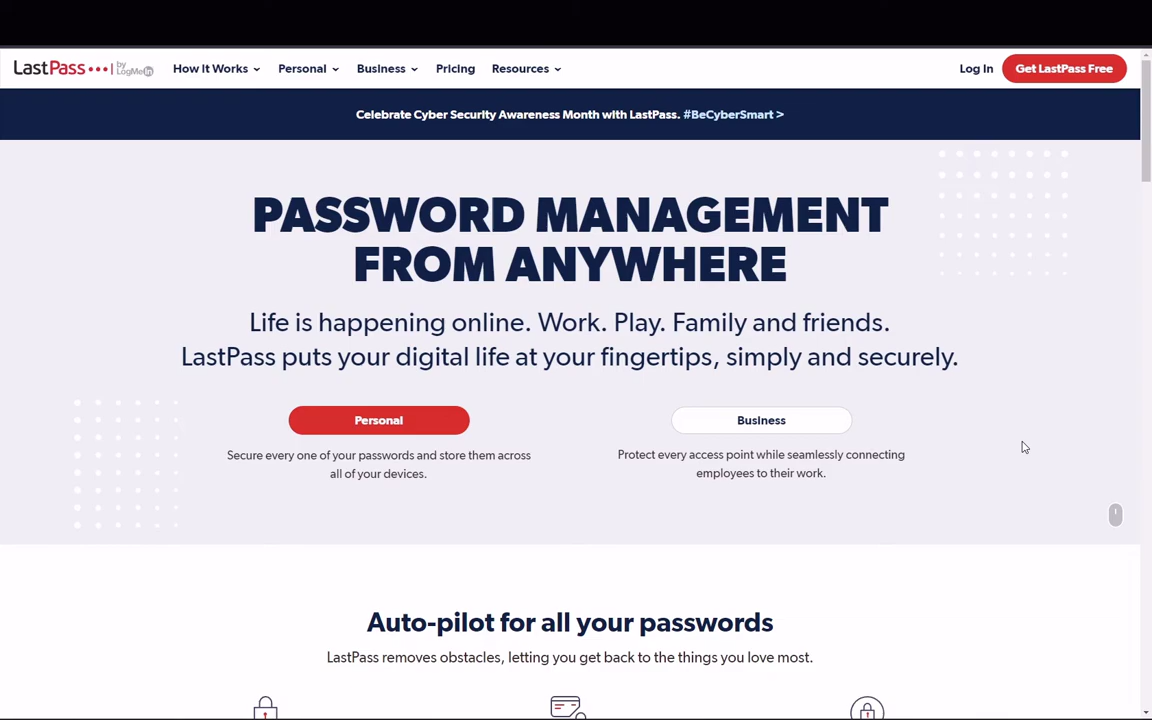 LastPass by LogMeIn How It Works Personal Business Pricing Resources Log In Get LastPass Free
Celebrate Cyber Security Awareness Month with LastPass. #BeCyberSmart >
PASSWORD MANAGEMENT
FROM ANYWHERE
Life is happening online. Work. Play. Family and friends.
LastPass puts your digital life at your fingertips, simply and securely.
Personal
Secure every one of your passwords and store them across
all of your devices.
Business
Protect every access point while seamlessly connecting
employees to their work.
Auto-pilot for all your passwords
LastPass removes obstacles, letting you get back to the things you love most.